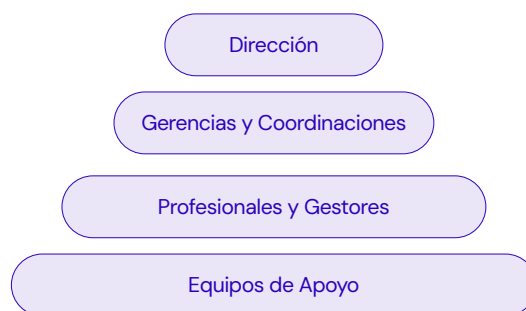 Dirección
Gerencias y Coordinaciones
Profesionales y Gestores
Equipos de Apoyo